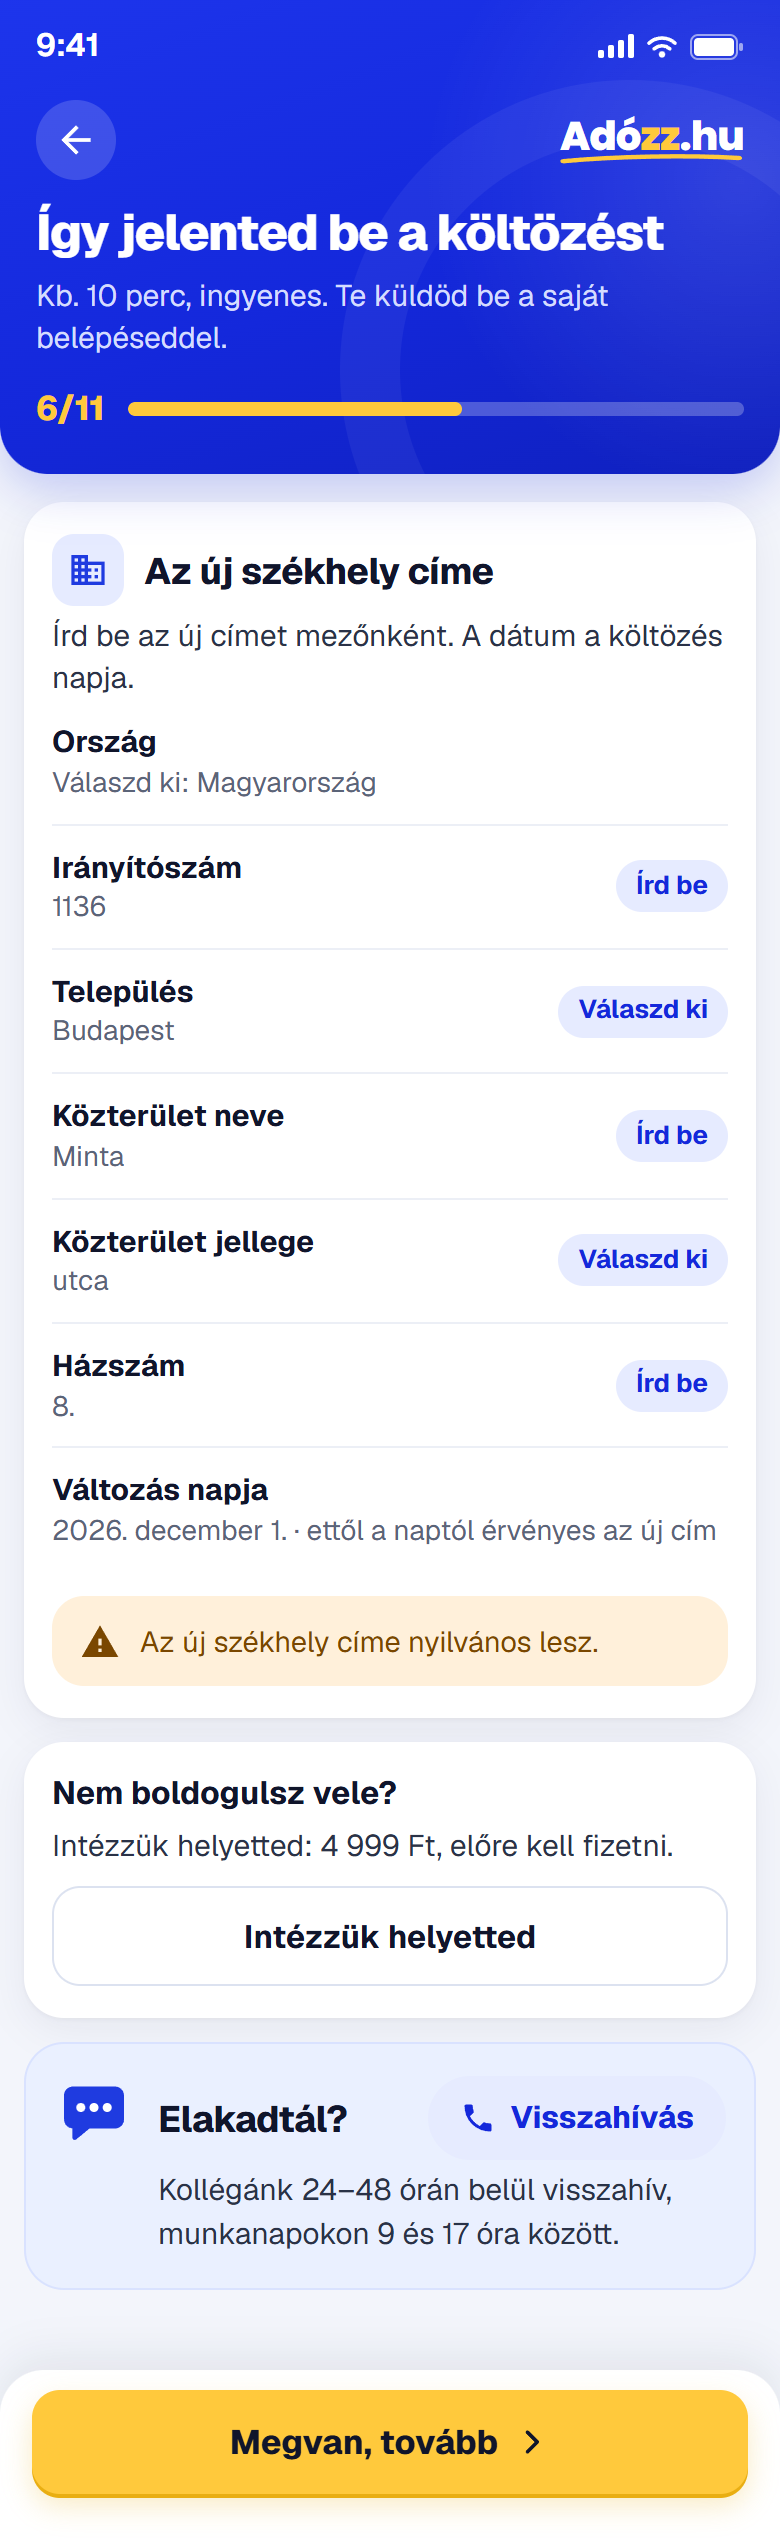 9:41
Adózz.hu
Így jelented be a költözést
Kb. 10 perc, ingyenes. Te küldöd be a saját
belépéseddel.
6/11
Az új székhely címe
Írd be az új címet mezőnként. A dátum a költözés
napja.
Ország
Válaszd ki: Magyarország
Irányítószám
1136
Írd be
Település
Budapest
Válaszd ki
Közterület neve
Minta
Írd be
Közterület jellege
utca
Válaszd ki
Házszám
8.
Írd be
Változás napja
2026. december 1. · ettől a naptól érvényes az új cím
Az új székhely címe nyilvános lesz.
Nem boldogulsz vele?
Intézzük helyetted: 4 999 Ft, előre kell fizetni.
Intézzük helyetted
Elakadtál?
Visszahívás
Kollégánk 24–48 órán belül visszahív,
munkanapokon 9 és 17 óra között.
Megvan, tovább